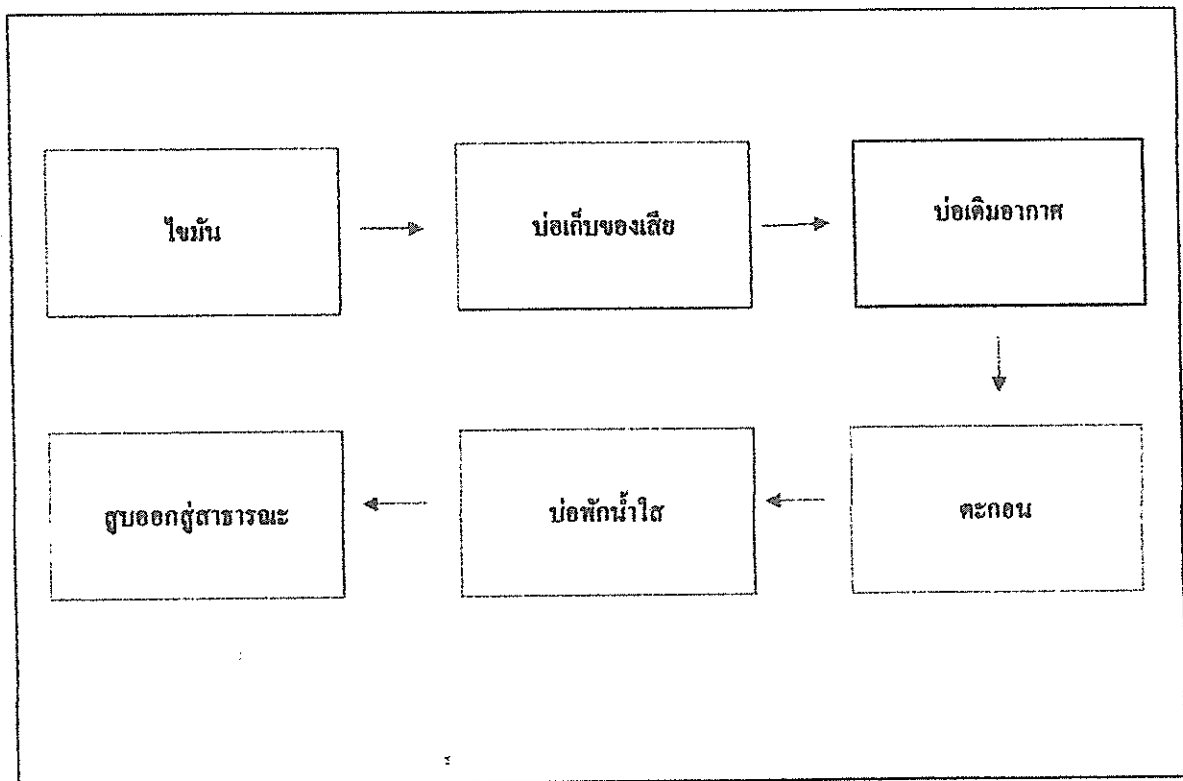 ไขมัน
บ่อเก็บของเสีย
บ่อเติมอากาศ
ตะกอน
บ่อพักน้ำใส
สูบออกสู่สาธารณะ